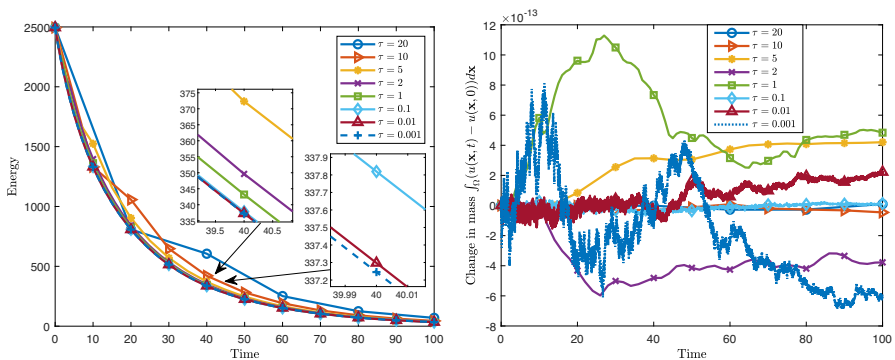 2500
2000
1500
1000
500
0
Energy
0 10 20 30 40 50 60 70 80 90 100
Time
τ = 20
τ = 10
τ = 5
τ = 2
τ = 1
τ = 0.1
τ = 0.01
τ = 0.001
375
370
365
360
355
350
345
340
335
39.5 40 40.5
337.9
337.8
337.7
337.6
337.5
337.4
337.3
337.2
39.99 40 40.01
×10⁻¹³
12
10
8
6
4
2
0
-2
-4
-6
-8
Change in mass ∫_Ω(u(x, t) − u(x, 0))dx
0 20 40 60 80 100
Time
τ = 20
τ = 10
τ = 5
τ = 2
τ = 1
τ = 0.1
τ = 0.01
τ = 0.001